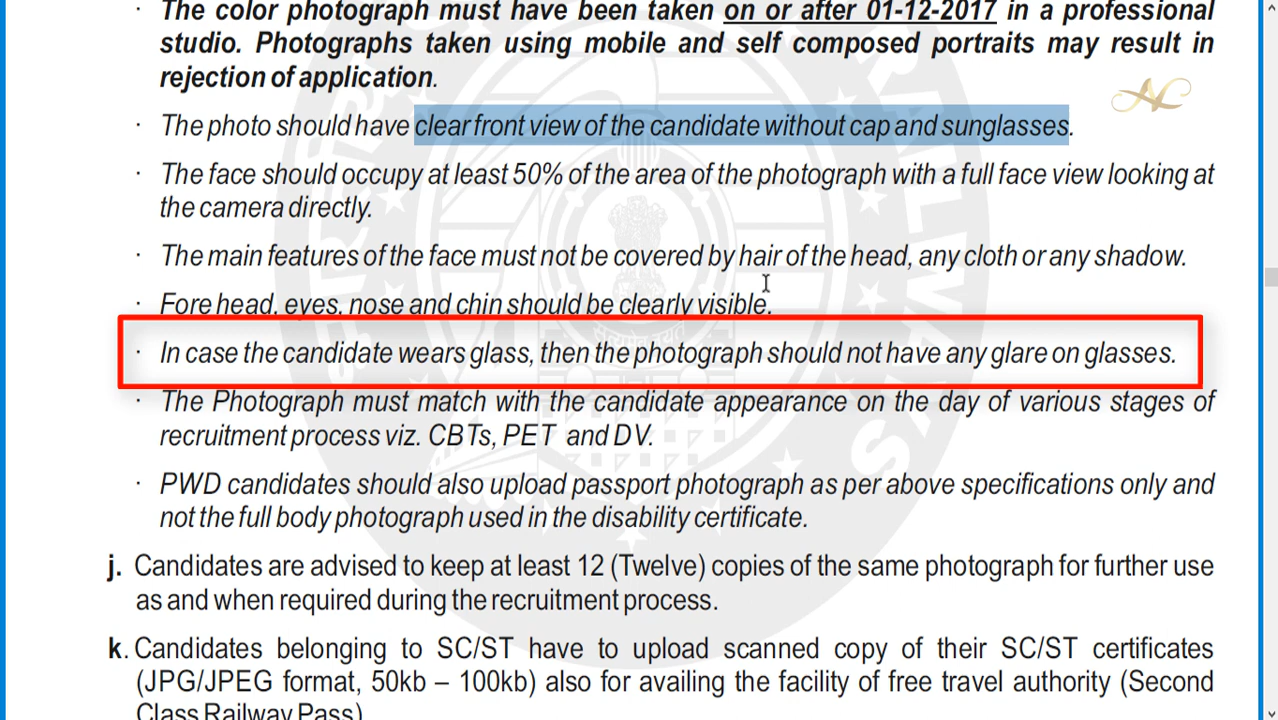 · The color photograph must have been taken on or after 01-12-2017 in a professional
studio. Photographs taken using mobile and self composed portraits may result in
rejection of application.
· The photo should have clear front view of the candidate without cap and sunglasses.
· The face should occupy at least 50% of the area of the photograph with a full face view looking at
the camera directly.
· The main features of the face must not be covered by hair of the head, any cloth or any shadow.
· Fore head, eyes, nose and chin should be clearly visible.
· In case the candidate wears glass, then the photograph should not have any glare on glasses.
· The Photograph must match with the candidate appearance on the day of various stages of
recruitment process viz. CBTs, PET and DV.
· PWD candidates should also upload passport photograph as per above specifications only and
not the full body photograph used in the disability certificate.
j. Candidates are advised to keep at least 12 (Twelve) copies of the same photograph for further use
as and when required during the recruitment process.
k. Candidates belonging to SC/ST have to upload scanned copy of their SC/ST certificates
(JPG/JPEG format, 50kb – 100kb) also for availing the facility of free travel authority (Second
Class Railway Pass)